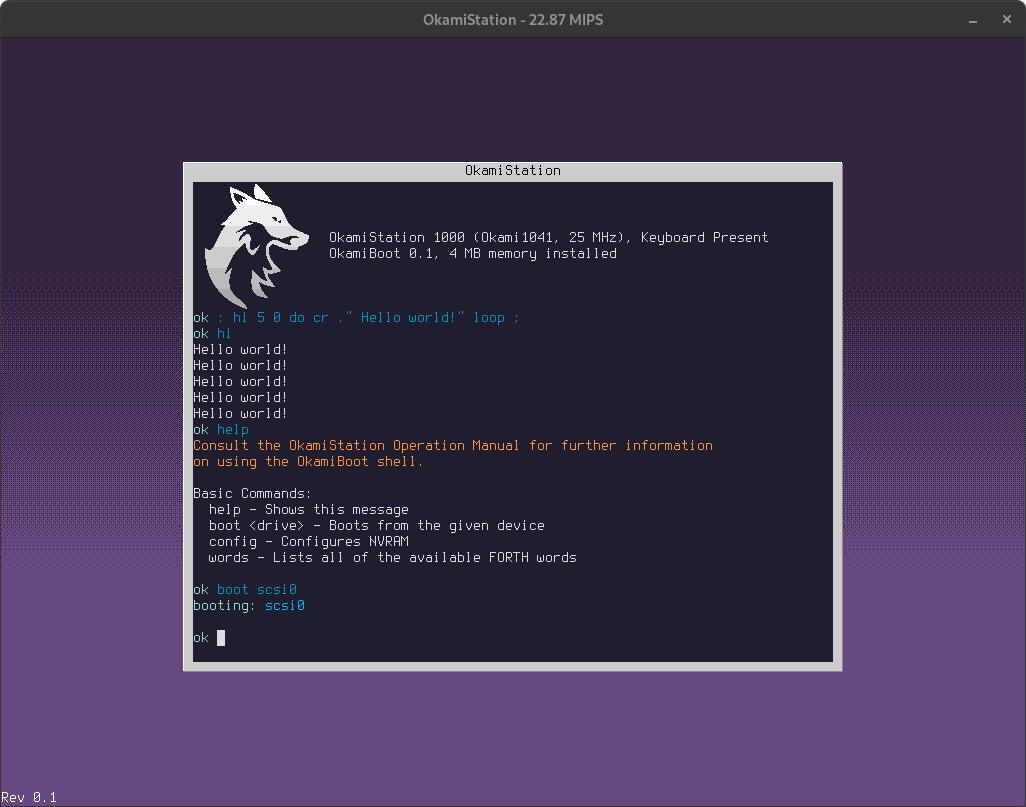 OkamiStation - 22.87 MIPS
OkamiStation
OkamiStation 1000 (Okami1041, 25 MHz), Keyboard Present
OkamiBoot 0.1, 4 MB memory installed
ok : hi 5 0 do cr ." Hello world!" loop ;
ok hi
Hello world!
Hello world!
Hello world!
Hello world!
Hello world!
ok help
Consult the OkamiStation Operation Manual for further information
on using the OkamiBoot shell.
Basic Commands:
help - Shows this message
boot <drive> - Boots from the given device
config - Configures NVRAM
words - Lists all of the available FORTH words
ok boot scsi0
booting: scsi0
ok
Rev 0.1